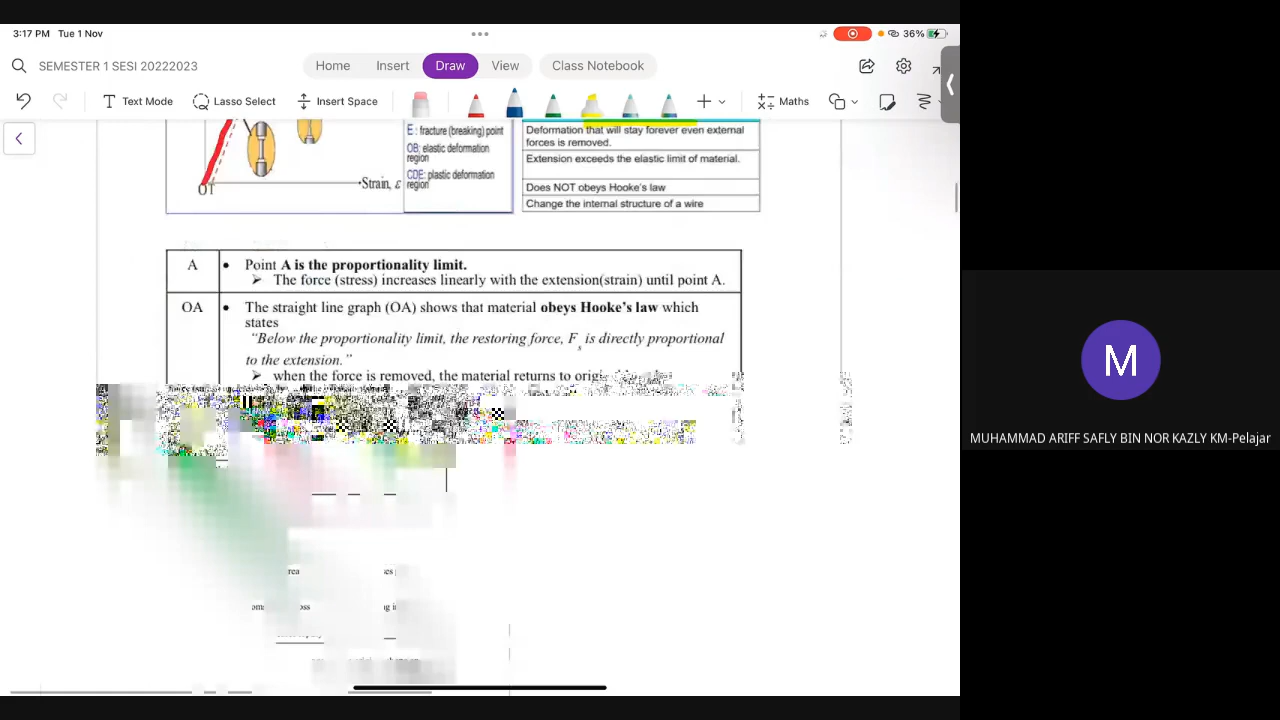 3:17 PM Tue 1 Nov
36%
SEMESTER 1 SESI 20222023
Home Insert Draw View Class Notebook
Text Mode Lasso Select Insert Space Maths
E : fracture (breaking) point
OB: elastic deformation
region
CDE: plastic deformation
region
Strain, ε
O
Deformation that will stay forever even external
forces is removed.
Extension exceeds the elastic limit of material.
Does NOT obeys Hooke's law
Change the internal structure of a wire
A • Point A is the proportionality limit.
➢ The force (stress) increases linearly with the extension(strain) until point A.
OA • The straight line graph (OA) shows that material obeys Hooke's law which
states
"Below the proportionality limit, the restoring force, Fs is directly proportional
to the extension."
➢ when the force is removed, the material returns to
M
MUHAMMAD ARIFF SAFLY BIN NOR KAZLY KM-Pelajar